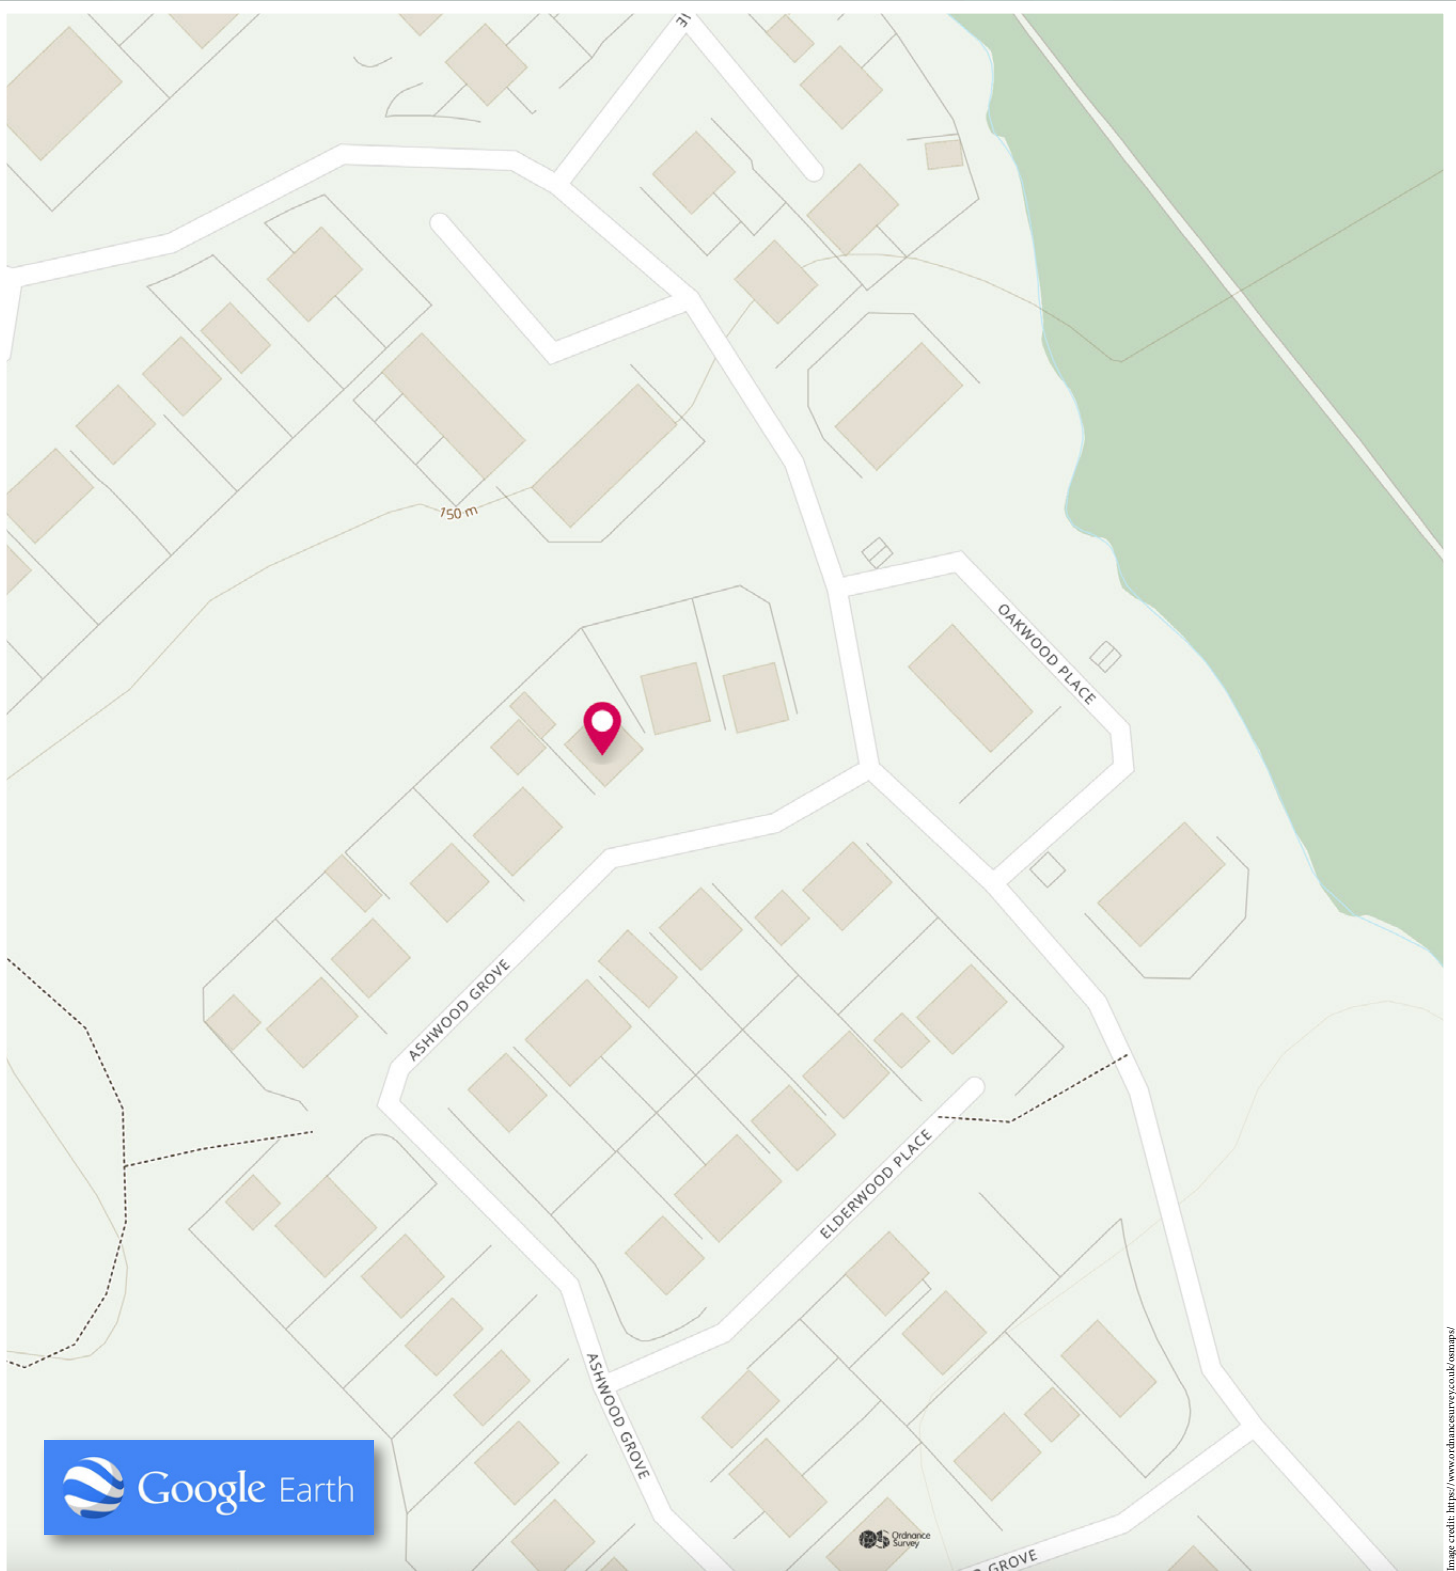 150 m
OAKWOOD PLACE
ASHWOOD GROVE
ELDERWOOD PLACE
ASHWOOD GROVE
Google Earth
Ordnance
Survey
GROVE
Image credit: https://www.ordnancesurvey.co.uk/osmaps/